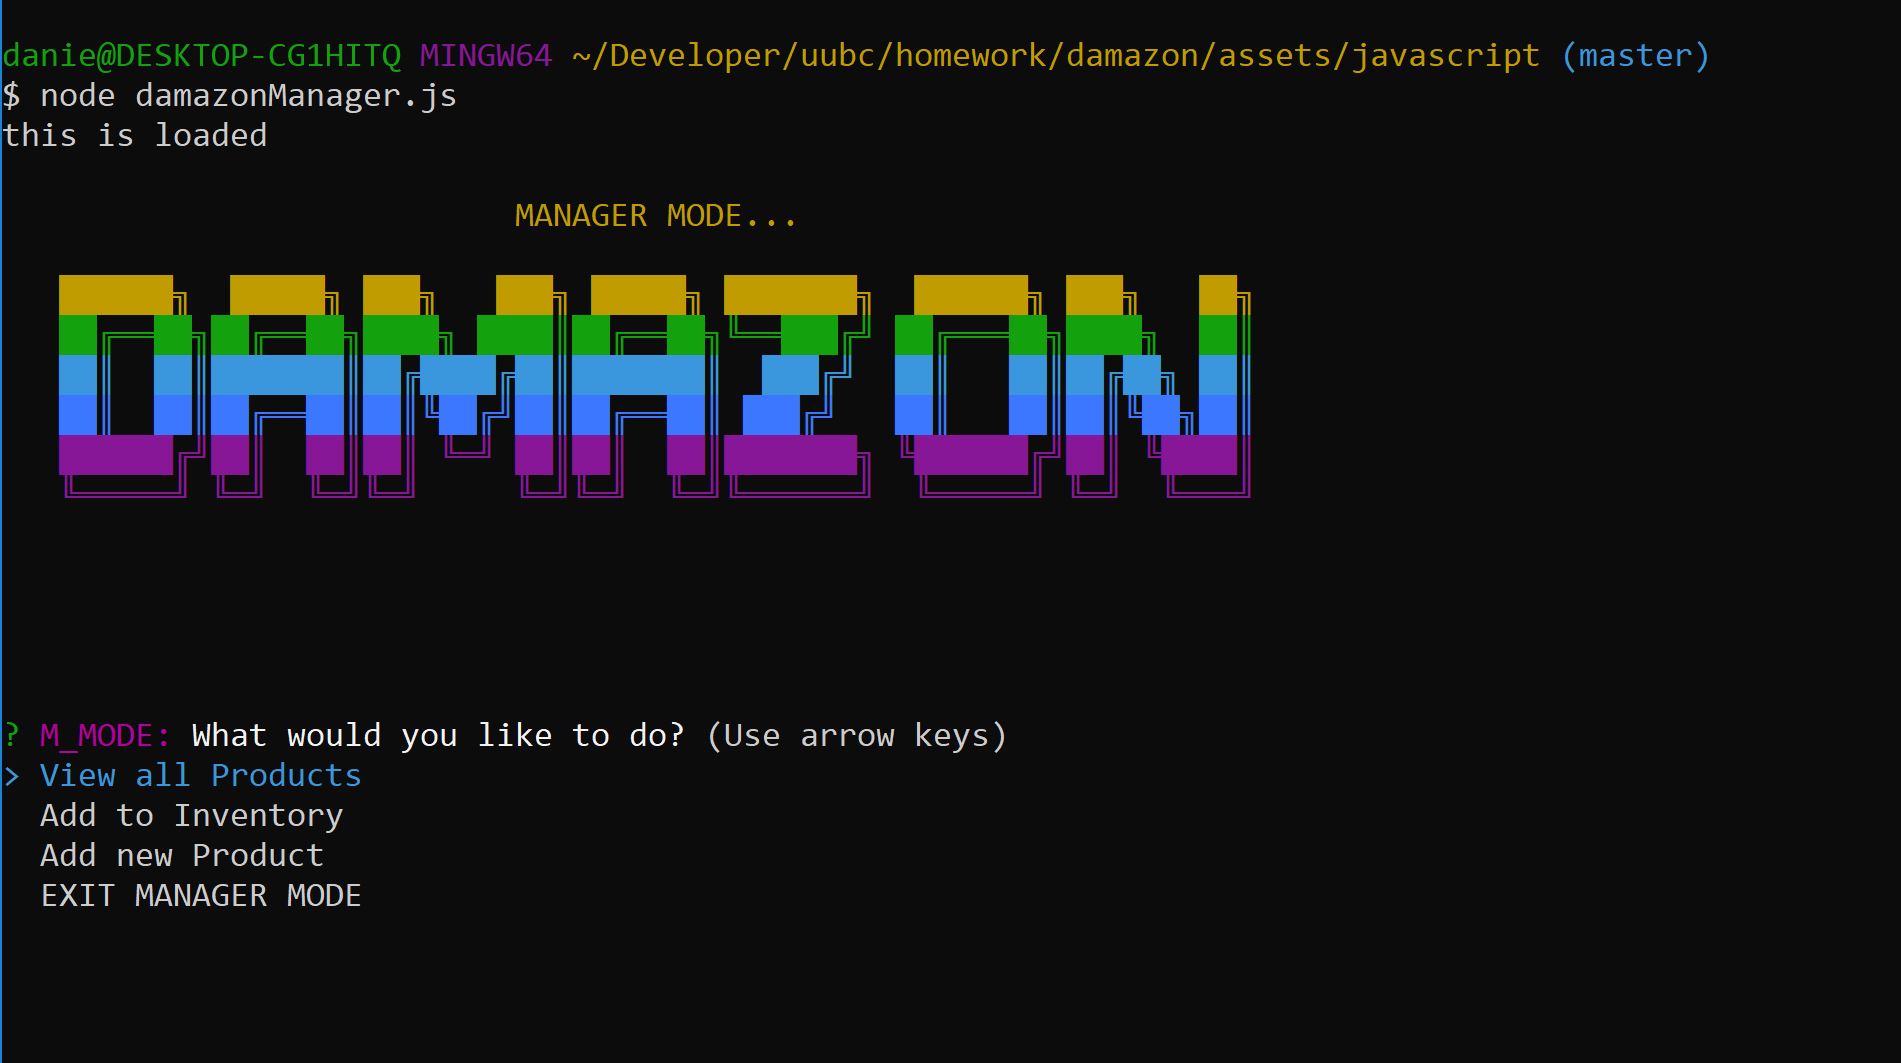 danie@DESKTOP-CG1HITQ MINGW64 ~/Developer/uubc/homework/damazon/assets/javascript (master)
$ node damazonManager.js
this is loaded
MANAGER MODE...
DAMAZON
? M_MODE: What would you like to do? (Use arrow keys)
> View all Products
Add to Inventory
Add new Product
EXIT MANAGER MODE